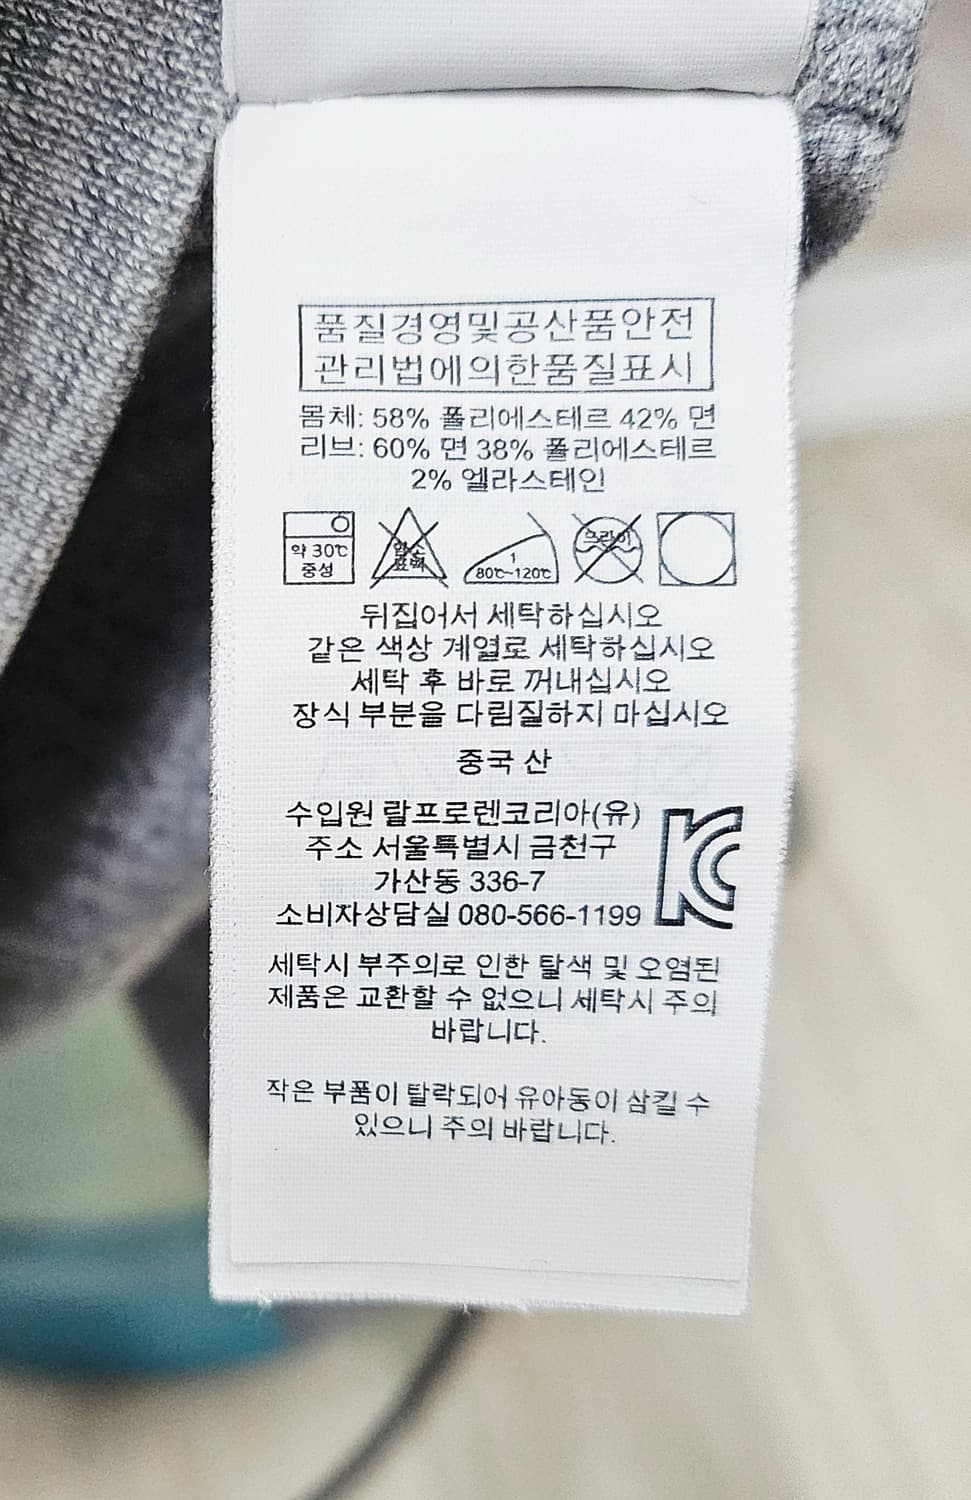 품질경영및공산품안전
관리법에의한품질표시
몸체: 58% 폴리에스테르 42% 면
리브: 60% 면 38% 폴리에스테르
2% 엘라스테인
약 30℃
중성
염소
표백
1
80℃~120℃
드라이
뒤집어서 세탁하십시오
같은 색상 계열로 세탁하십시오
세탁 후 바로 꺼내십시오
장식 부분을 다림질하지 마십시오
중국 산
수입원 랄프로렌코리아(유)
주소 서울특별시 금천구
가산동 336-7
소비자상담실 080-566-1199
KC
세탁시 부주의로 인한 탈색 및 오염된
제품은 교환할 수 없으니 세탁시 주의
바랍니다.
작은 부품이 탈락되어 유아동이 삼킬 수
있으니 주의 바랍니다.